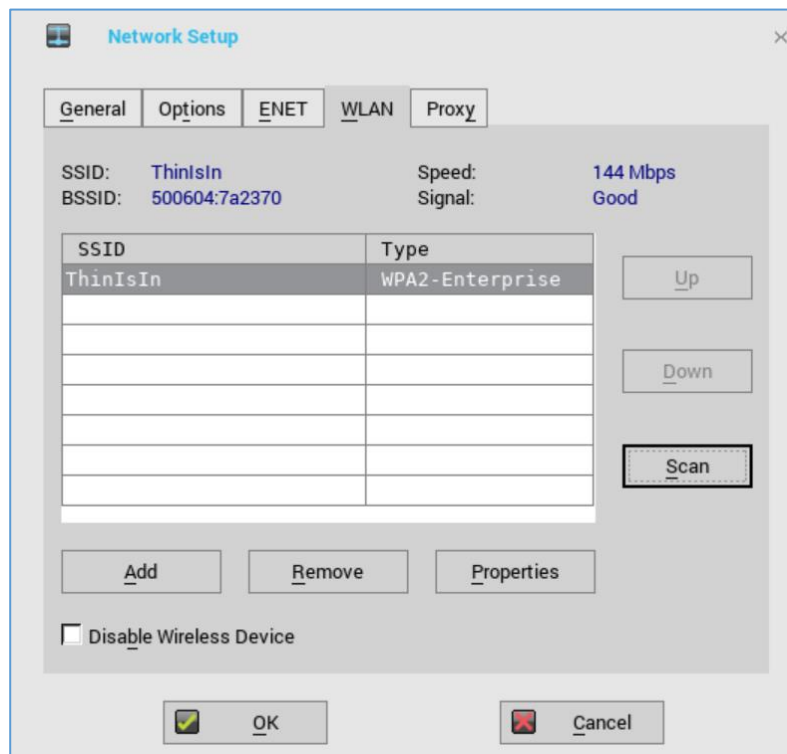 Network Setup
General Options ENET WLAN Proxy
SSID: ThinIsIn Speed: 144 Mbps
BSSID: 500604:7a2370 Signal: Good
SSID Type
ThinIsIn WPA2-Enterprise
Up
Down
Scan
Add Remove Properties
Disable Wireless Device
OK Cancel